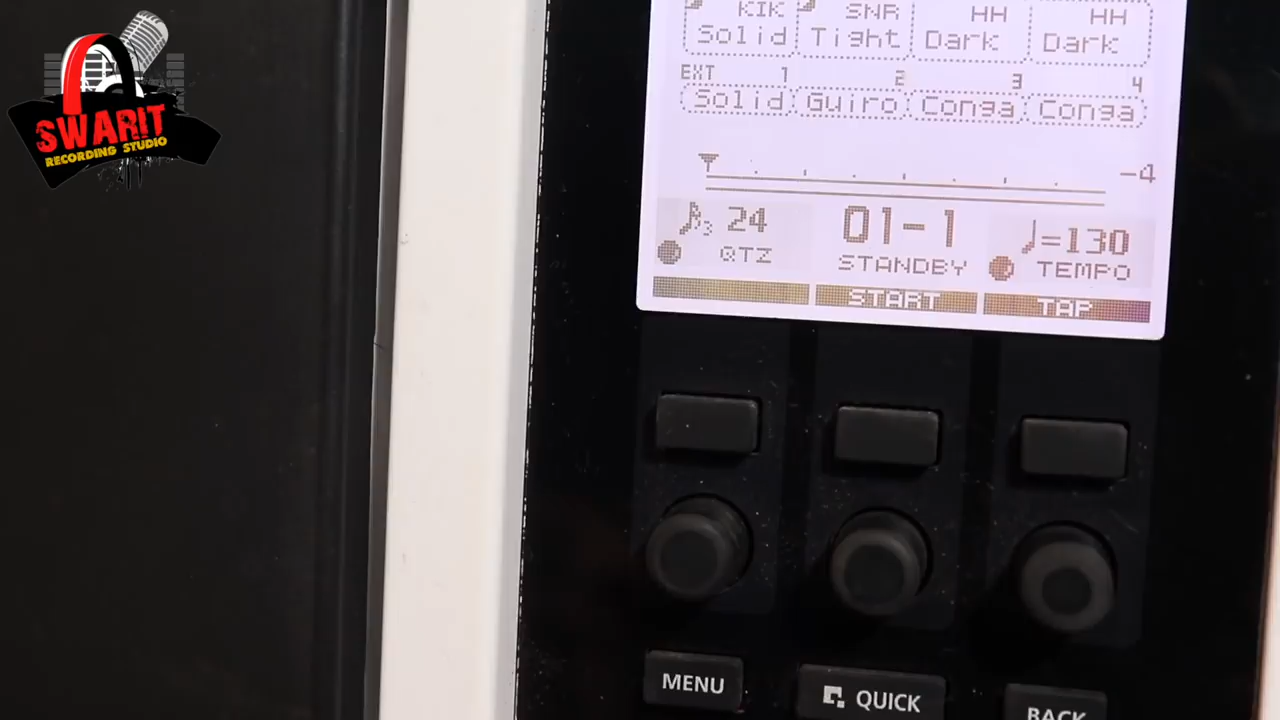 SWARIT
RECORDING STUDIO
KIK SNR HH HH
Solid Tight Dark Dark
EXT 1 2 3 4
Solid Guiro Conga Conga
-4
3 24 01-1 ♩=130
QTZ STANDBY TEMPO
START TAP
MENU QUICK BACK